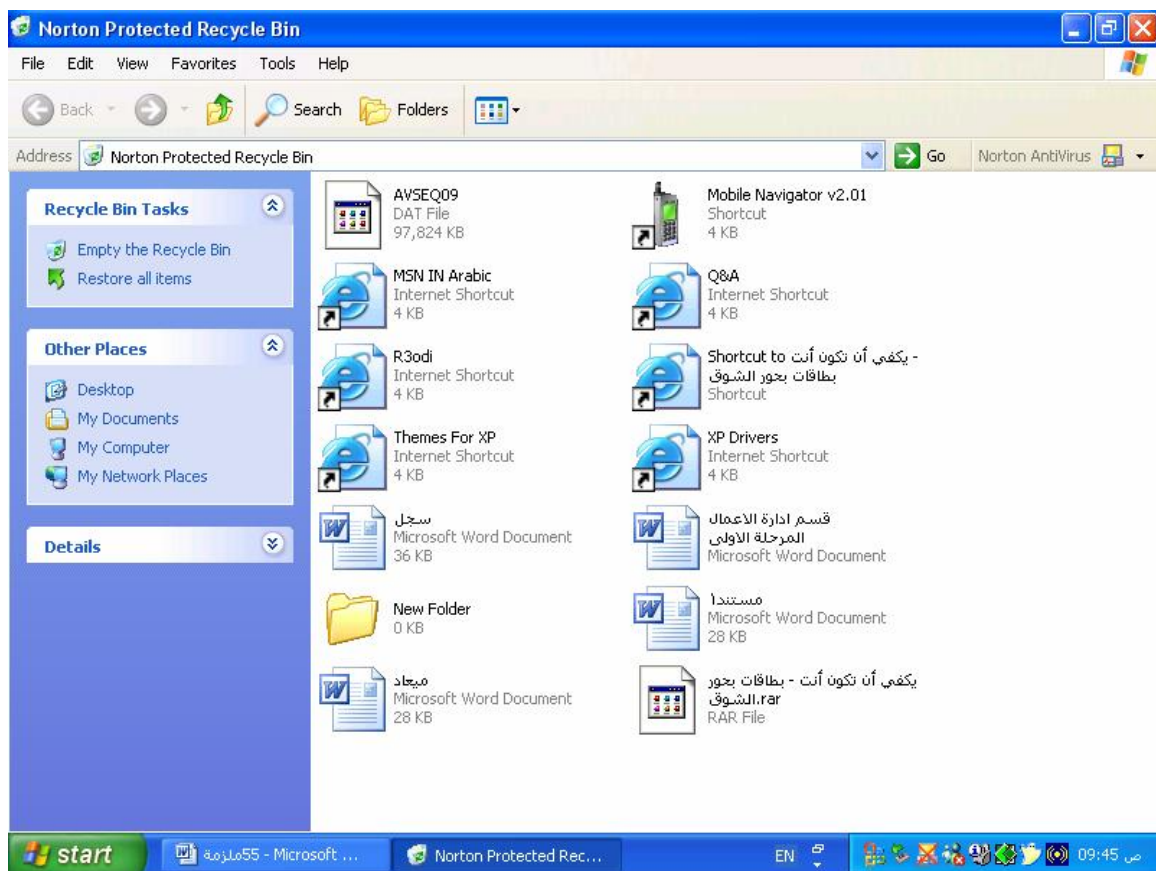 Norton Protected Recycle Bin
File Edit View Favorites Tools Help
Back Search Folders
Address Norton Protected Recycle Bin Go Norton AntiVirus
Recycle Bin Tasks
Empty the Recycle Bin
Restore all items
Other Places
Desktop
My Documents
My Computer
My Network Places
Details
AVSEQ09
DAT File
97,824 KB
Mobile Navigator v2.01
Shortcut
4 KB
MSN IN Arabic
Internet Shortcut
4 KB
Q&A
Internet Shortcut
4 KB
R3odi
Internet Shortcut
4 KB
Shortcut to يكفي أن تكون أنت -
بطاقات بحور الشوق
Shortcut
Themes For XP
Internet Shortcut
4 KB
XP Drivers
Internet Shortcut
4 KB
سجل
Microsoft Word Document
36 KB
قسم ادارة الاعمال
المرحلة الاولى
Microsoft Word Document
New Folder
0 KB
مستند1
Microsoft Word Document
28 KB
ميعاد
Microsoft Word Document
28 KB
يكفي أن تكون أنت - بطاقات بحور
الشوق.rar
RAR File
start ملزمة55 - Microsoft ... Norton Protected Rec... EN 09:45 ص